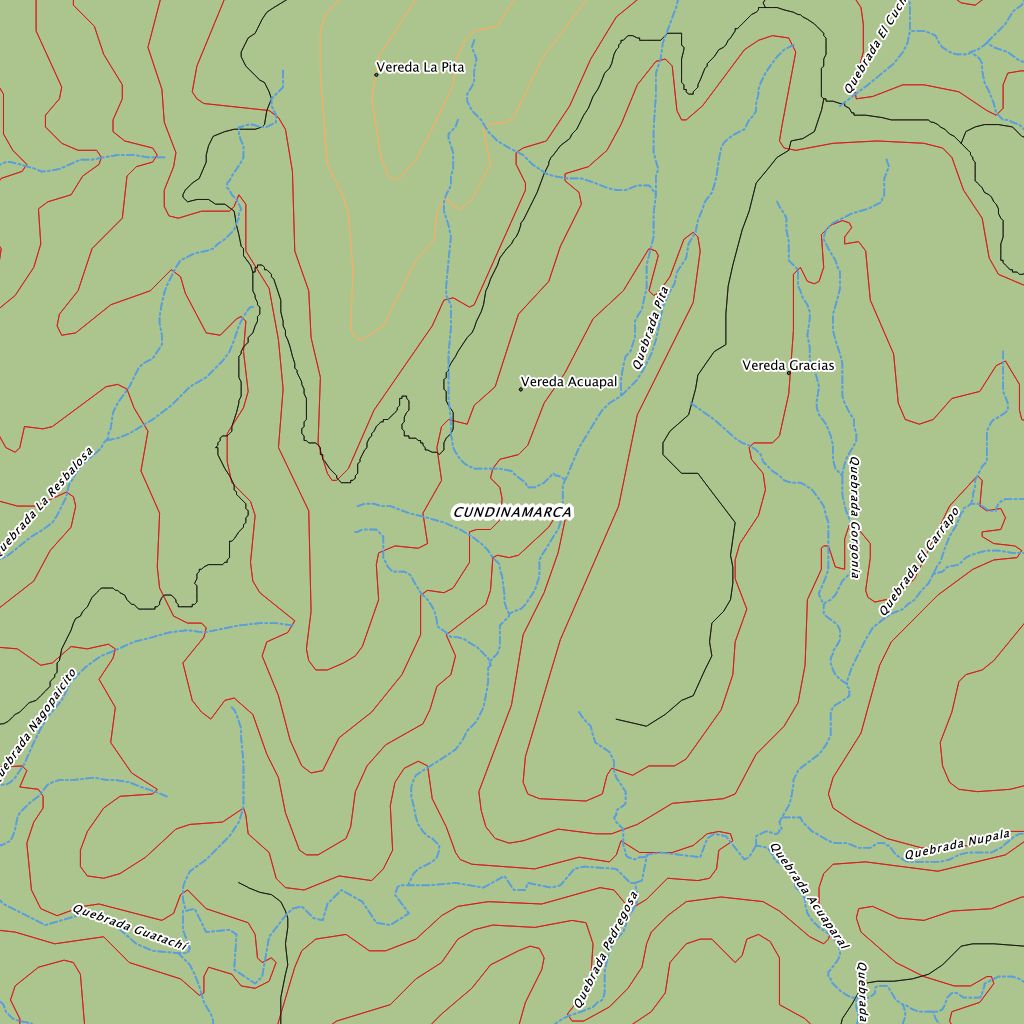 Quebrada El Cuch
Vereda La Pita
Quebrada Pita
Vereda Gracias
Vereda Acuapal
Quebrada La Resbalosa
Quebrada Gorgonia
CUNDINAMARCA
Quebrada El Carrapo
Quebrada Nagopaicito
Quebrada Nupala
Quebrada Acuaparal
Quebrada Pedregosa
Quebrada Guatachí
Quebrada